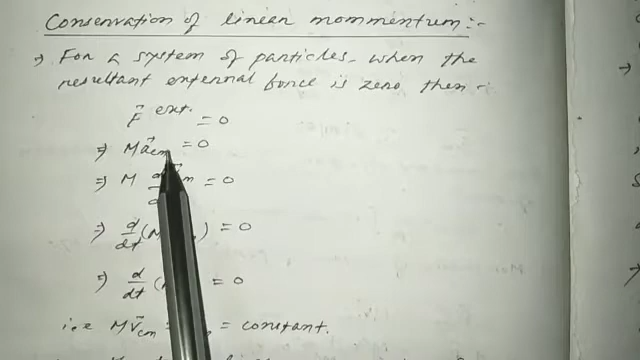 Conservation of linear mommentum:-
→ For a system of particles, when the
resultant external force is zero then:-
F⃗ ext. = 0
⇒ M a⃗cm = 0
⇒ M d = 0
⇒ d/dt (M ) = 0
⇒ d/dt ( ) = 0
i.e MV⃗cm = = constant.